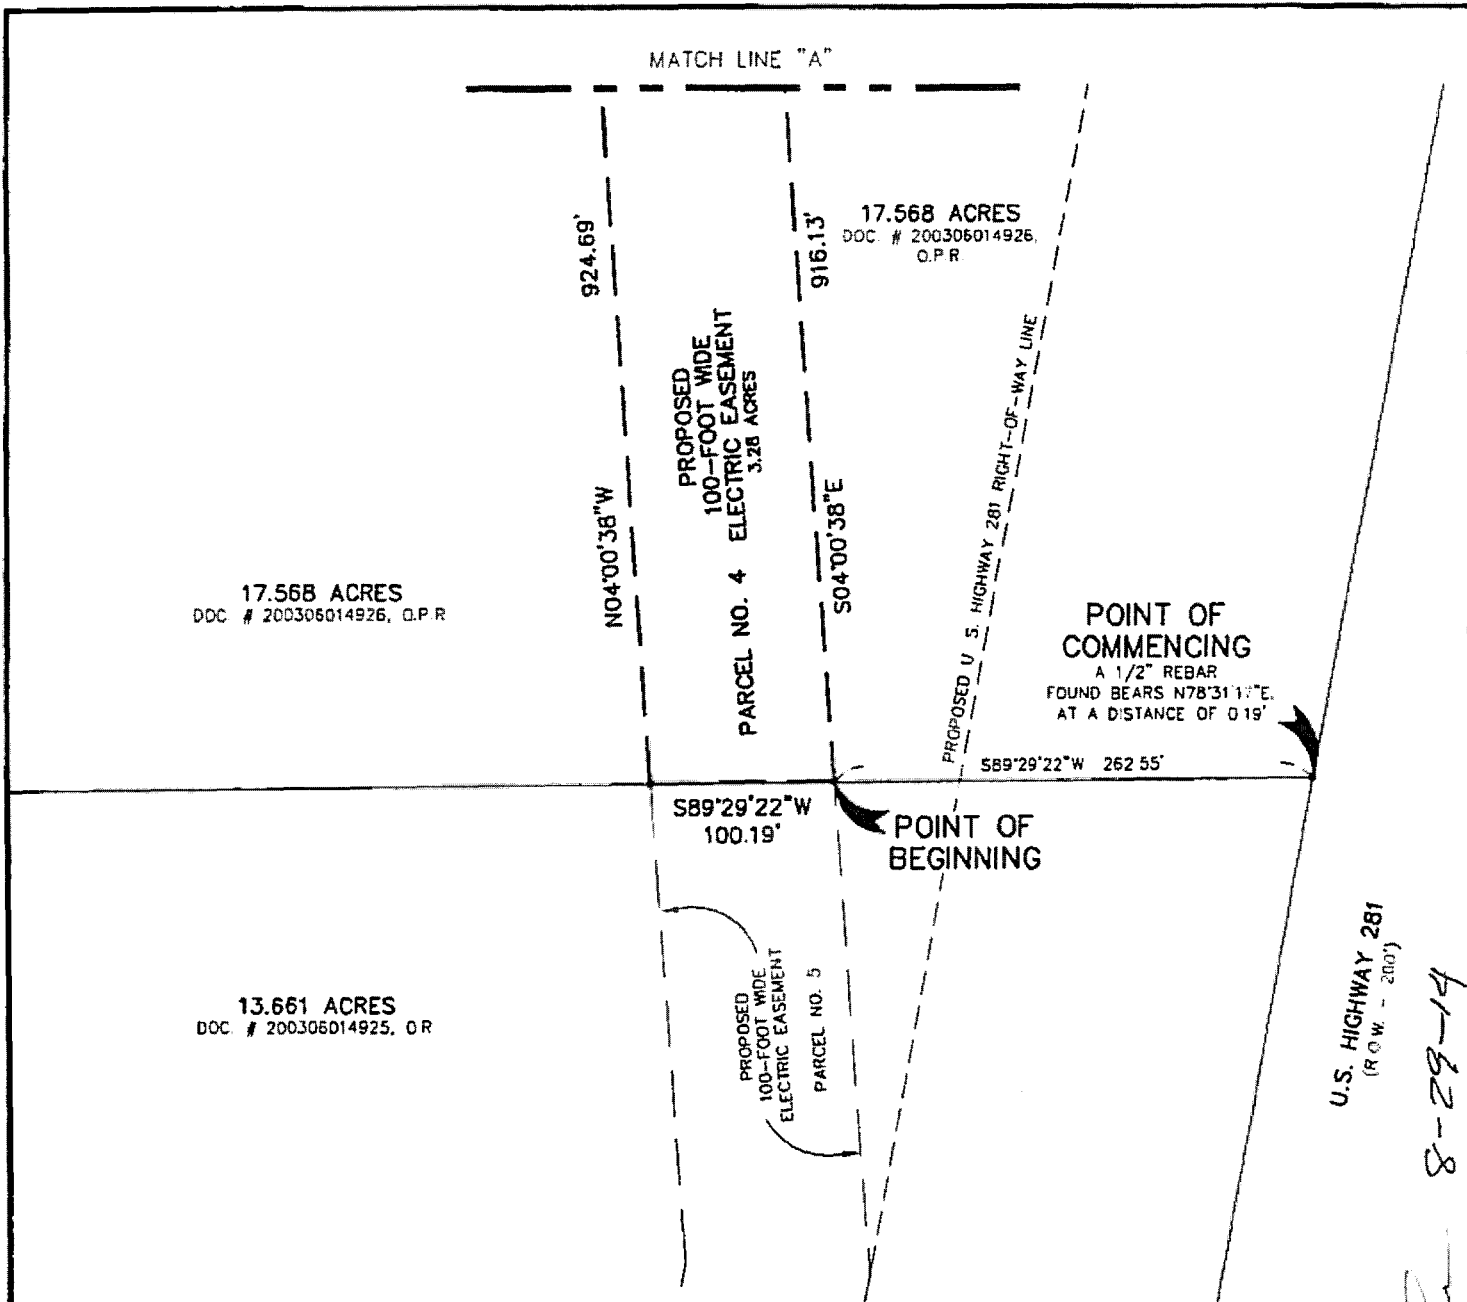 MATCH LINE "A"
924.69'
916.13'
17.568 ACRES
DOC. # 200306014926,
O.P.R.
PROPOSED
100-FOOT WIDE
ELECTRIC EASEMENT
3.28 ACRES
PARCEL NO. 4
N04°00'38"W
S04°00'38"E
PROPOSED U.S. HIGHWAY 281 RIGHT-OF-WAY LINE
17.568 ACRES
DOC # 200306014926, O.P.R
POINT OF
COMMENCING
A 1/2" REBAR
FOUND BEARS N78°31'17"E,
AT A DISTANCE OF 0.19'
S89°29'22"W 262.55'
S89°29'22"W
100.19'
POINT OF
BEGINNING
PROPOSED
100-FOOT WIDE
ELECTRIC EASEMENT
PARCEL NO. 5
13.661 ACRES
DOC. # 200306014925, O R
U.S. HIGHWAY 281
(R.O.W. - 200')
8-29-14